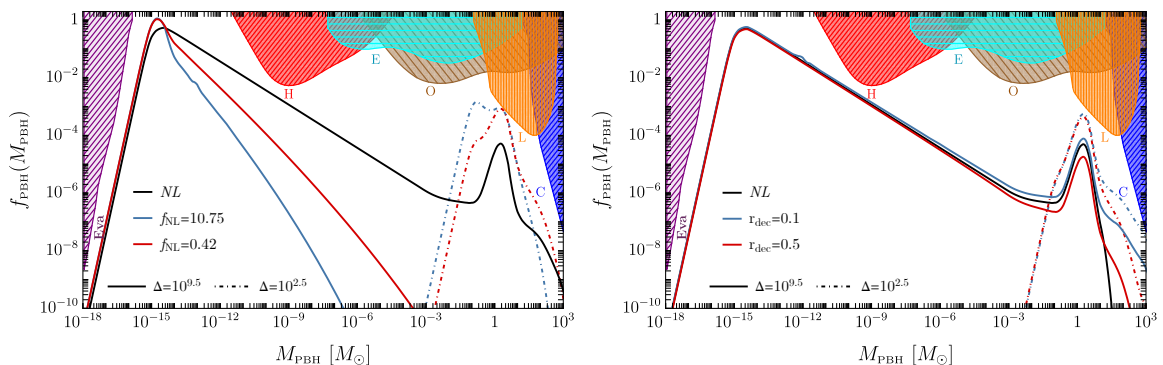 1
10⁻²
10⁻⁴
10⁻⁶
10⁻⁸
10⁻¹⁰
f_PBH(M_PBH)
Eva
H
E
O
L
C
NL
f_NL=10.75
f_NL=0.42
Δ=10^9.5
Δ=10^2.5
10⁻¹⁸
10⁻¹⁵
10⁻¹²
10⁻⁹
10⁻⁶
10⁻³
1
10³
M_PBH [M_⊙]
1
10⁻²
10⁻⁴
10⁻⁶
10⁻⁸
10⁻¹⁰
f_PBH(M_PBH)
Eva
H
E
O
L
C
NL
r_dec=0.1
r_dec=0.5
Δ=10^9.5
Δ=10^2.5
10⁻¹⁸
10⁻¹⁵
10⁻¹²
10⁻⁹
10⁻⁶
10⁻³
1
10³
M_PBH [M_⊙]